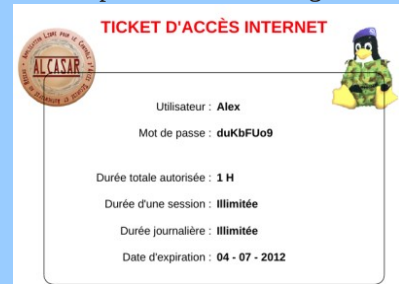 TICKET D'ACCÈS INTERNET
ALCASAR
Utilisateur : Alex
Mot de passe : duKbFUo9
Durée totale autorisée : 1 H
Durée d'une session : Illimitée
Durée journalière : Illimitée
Date d'expiration : 04 - 07 - 2012